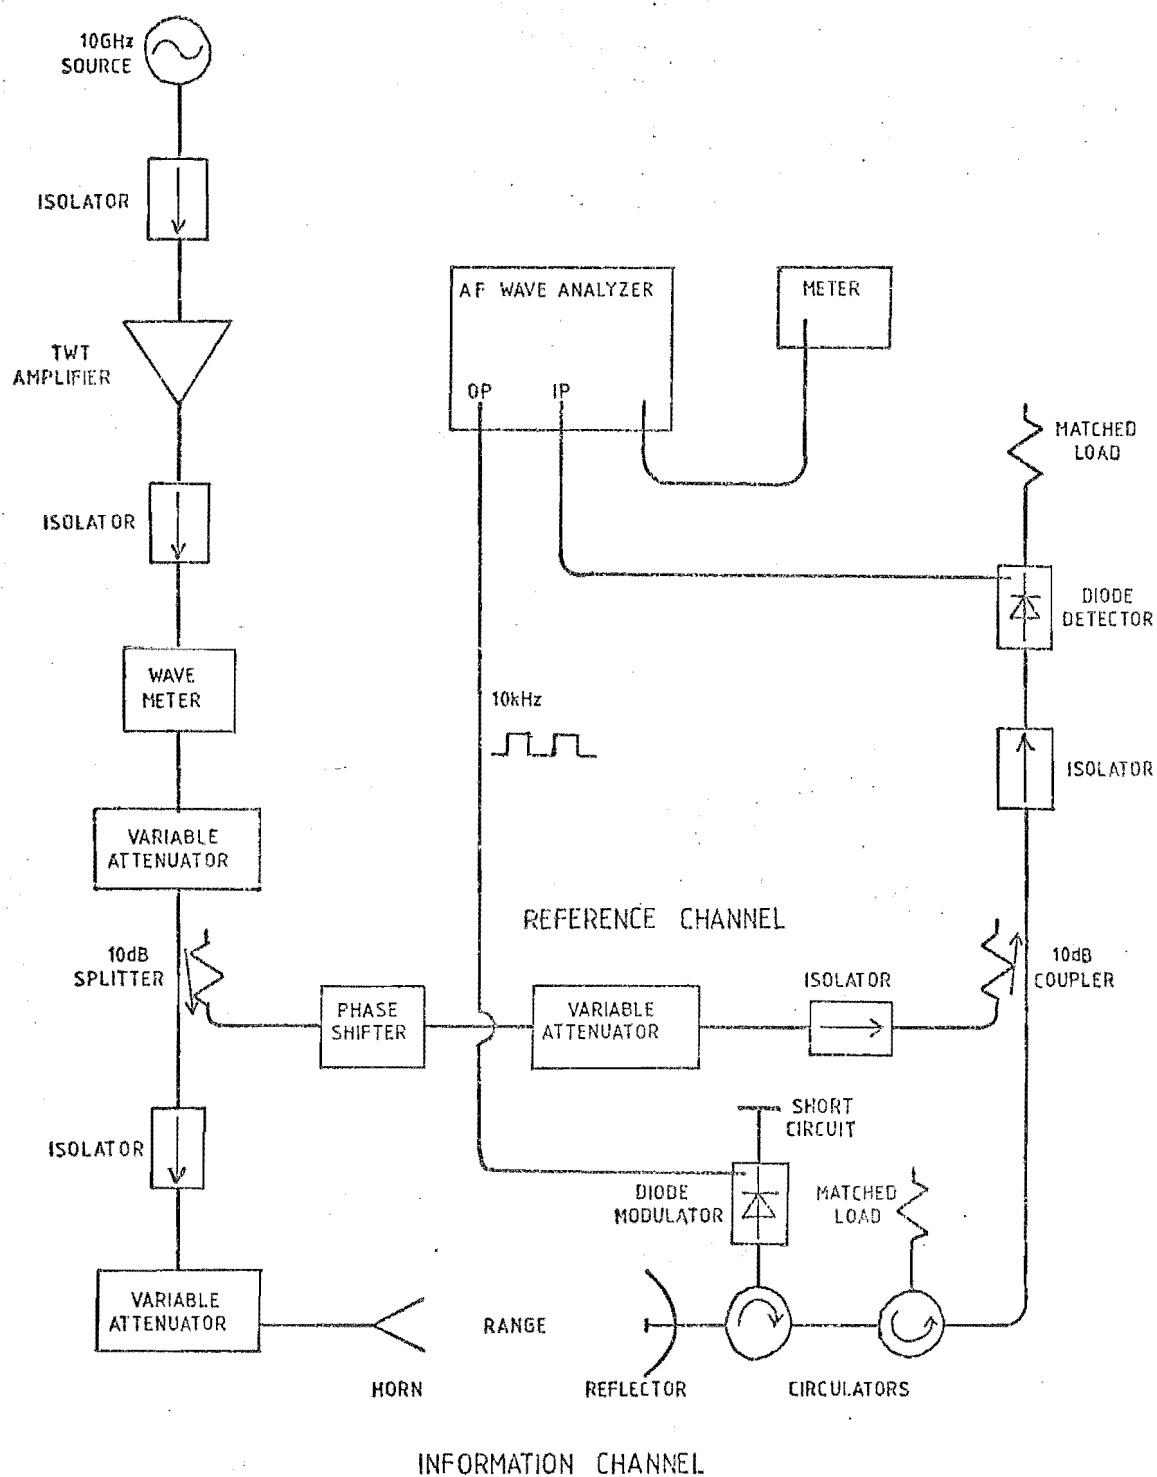 10GHz
SOURCE
ISOLATOR
AF WAVE ANALYZER
METER
TWT
AMPLIFIER
OP
IP
MATCHED
LOAD
ISOLATOR
DIODE
DETECTOR
WAVE
METER
10kHz
ISOLATOR
VARIABLE
ATTENUATOR
REFERENCE CHANNEL
10dB
SPLITTER
PHASE
SHIFTER
VARIABLE
ATTENUATOR
ISOLATOR
10dB
COUPLER
SHORT
CIRCUIT
ISOLATOR
DIODE
MODULATOR
MATCHED
LOAD
VARIABLE
ATTENUATOR
RANGE
HORN
REFLECTOR
CIRCULATORS
INFORMATION CHANNEL